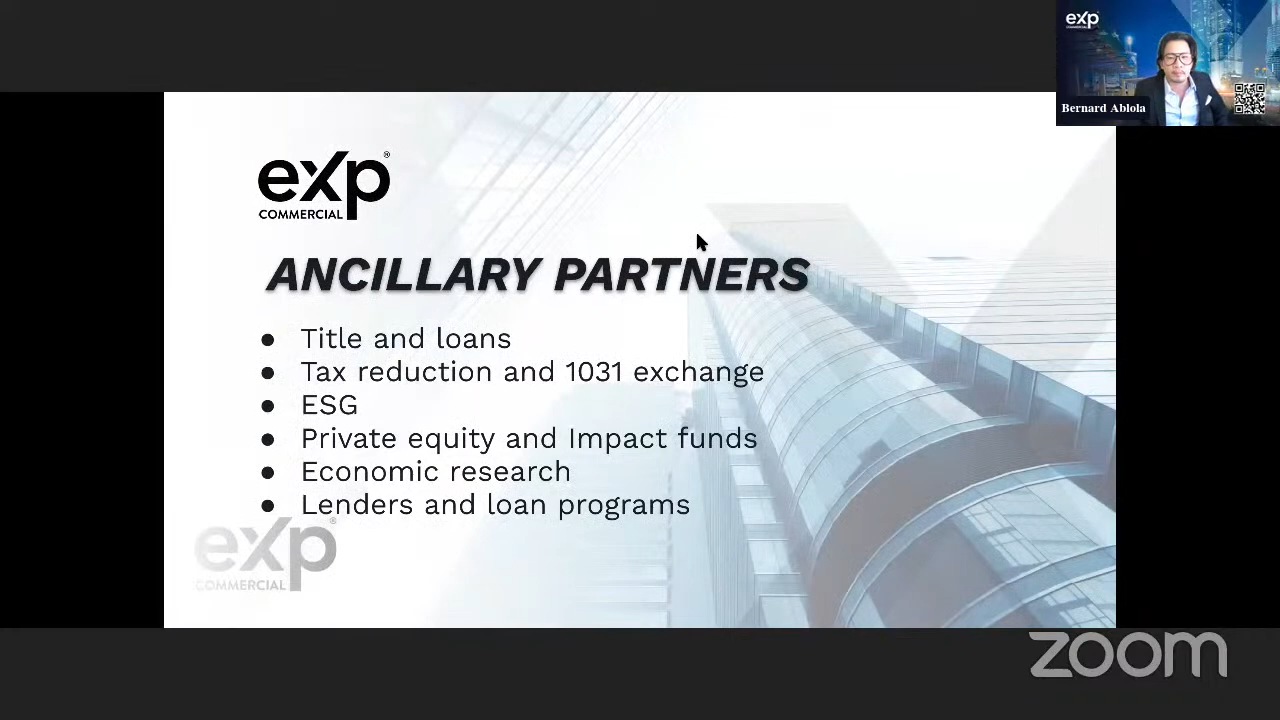 exp
COMMERCIAL
Bernard Ablola
exp®
COMMERCIAL
ANCILLARY PARTNERS
● Title and loans
● Tax reduction and 1031 exchange
● ESG
● Private equity and Impact funds
● Economic research
● Lenders and loan programs
exp®
COMMERCIAL
zoom